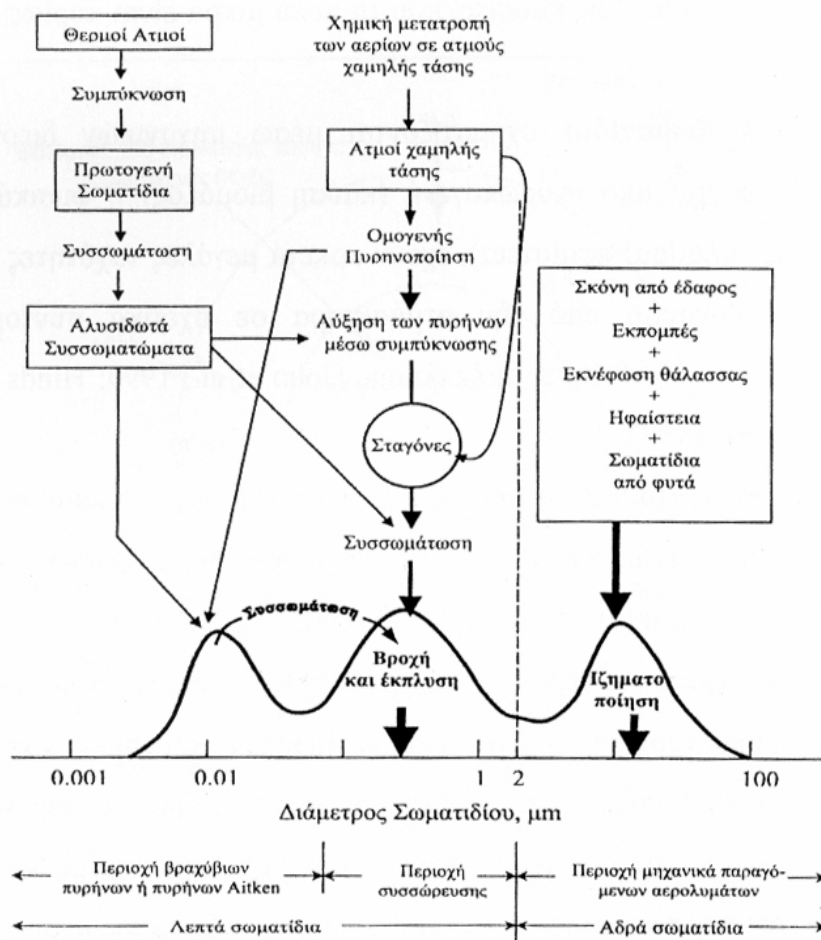 Θερμοί Ατμοί
Συμπύκνωση
Πρωτογενή
Σωματίδια
Συσσωμάτωση
Αλυσιδωτά
Συσσωματώματα
Χημική μετατροπή
των αερίων σε ατμούς
χαμηλής τάσης
Ατμοί χαμηλής
τάσης
Ομογενής
Πυρηνοποίηση
Αύξηση των πυρήνων
μέσω συμπύκνωσης
Σταγόνες
Συσσωμάτωση
Σκόνη από έδαφος
+
Εκπομπές
+
Εκνέφωση θάλασσας
+
Ηφαίστεια
+
Σωματίδια
από φυτά
Συσσωμάτωση
Βροχή
και έκπλυση
Ιζηματο
ποίηση
0.001 0.01 1 2 100
Διάμετρος Σωματιδίου, μm
Περιοχή βραχύβιων
πυρήνων ή πυρήνων Aitken
Περιοχή
συσσώρευσης
Περιοχή μηχανικά παραγό-
μενων αερολυμάτων
Λεπτά σωματίδια
Αδρά σωματίδια